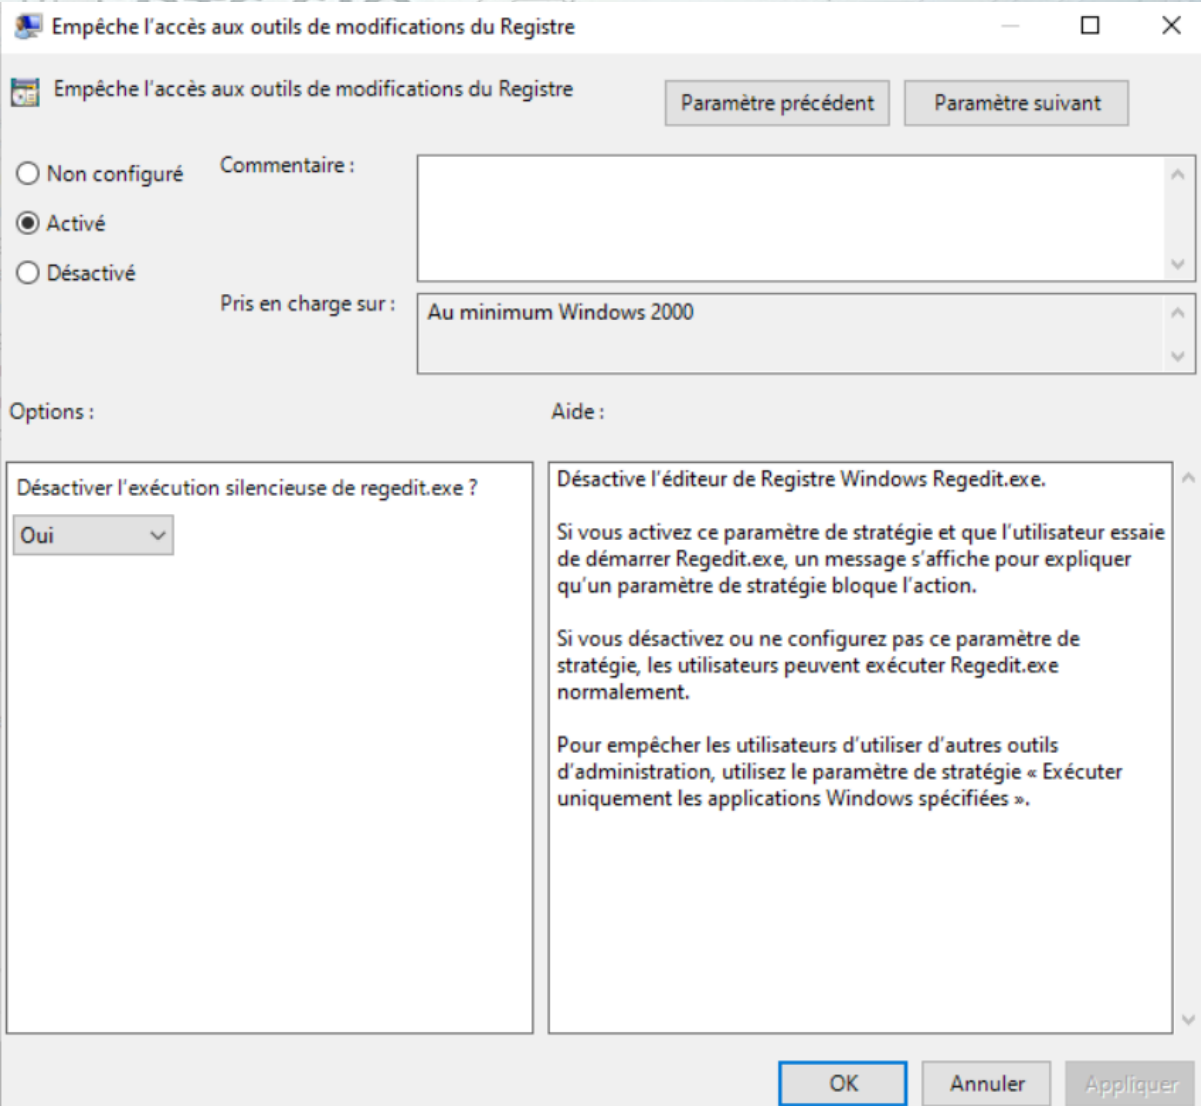 Empêche l'accès aux outils de modifications du Registre
Empêche l'accès aux outils de modifications du Registre
Paramètre précédent
Paramètre suivant
Non configuré
Commentaire :
Activé
Désactivé
Pris en charge sur :
Au minimum Windows 2000
Options :
Aide :
Désactiver l'exécution silencieuse de regedit.exe ?
Oui
Désactive l'éditeur de Registre Windows Regedit.exe.
Si vous activez ce paramètre de stratégie et que l'utilisateur essaie
de démarrer Regedit.exe, un message s'affiche pour expliquer
qu'un paramètre de stratégie bloque l'action.
Si vous désactivez ou ne configurez pas ce paramètre de
stratégie, les utilisateurs peuvent exécuter Regedit.exe
normalement.
Pour empêcher les utilisateurs d'utiliser d'autres outils
d'administration, utilisez le paramètre de stratégie « Exécuter
uniquement les applications Windows spécifiées ».
OK
Annuler
Appliquer